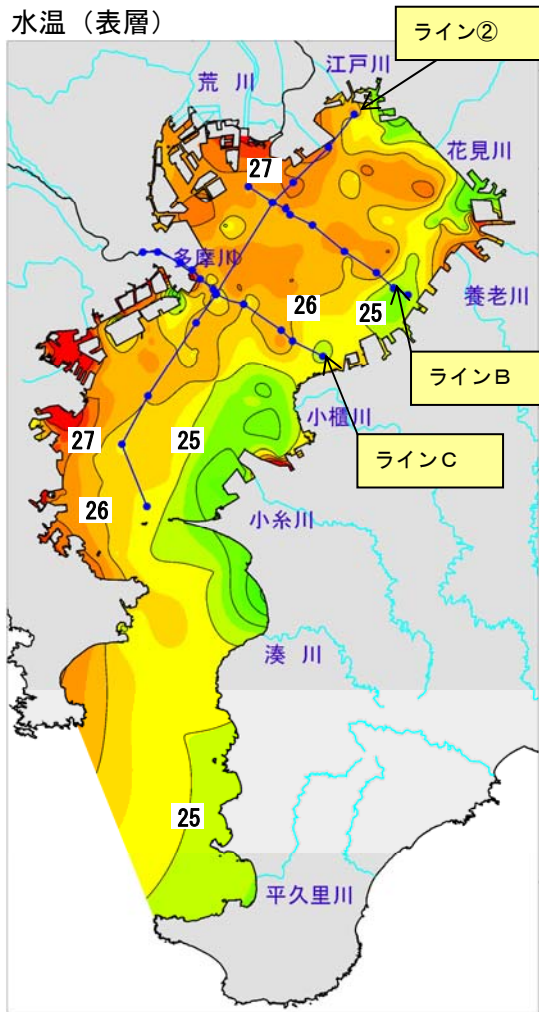 水温（表層）
ライン②
江戸川
荒 川
花見川
27
多摩川
養老川
26
25
ラインＢ
小櫃川
25
27
ラインＣ
26
小糸川
湊 川
25
平久里川